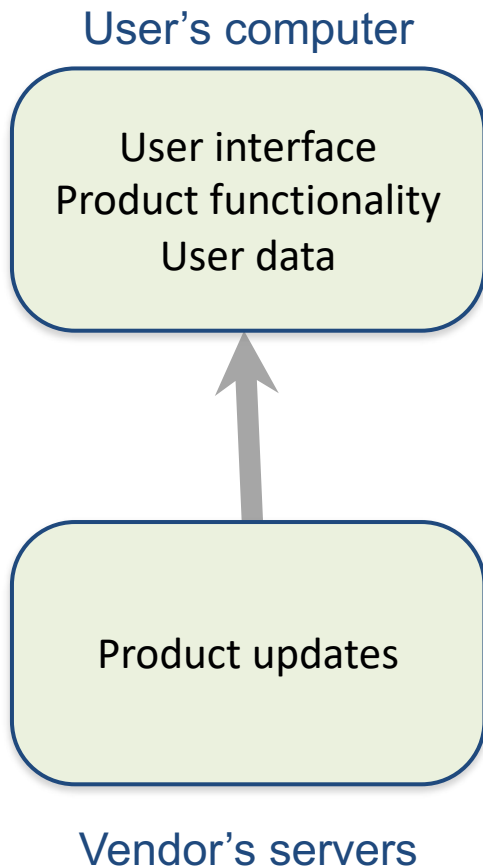 User’s computer
User interface
Product functionality
User data
Product updates
Vendor’s servers